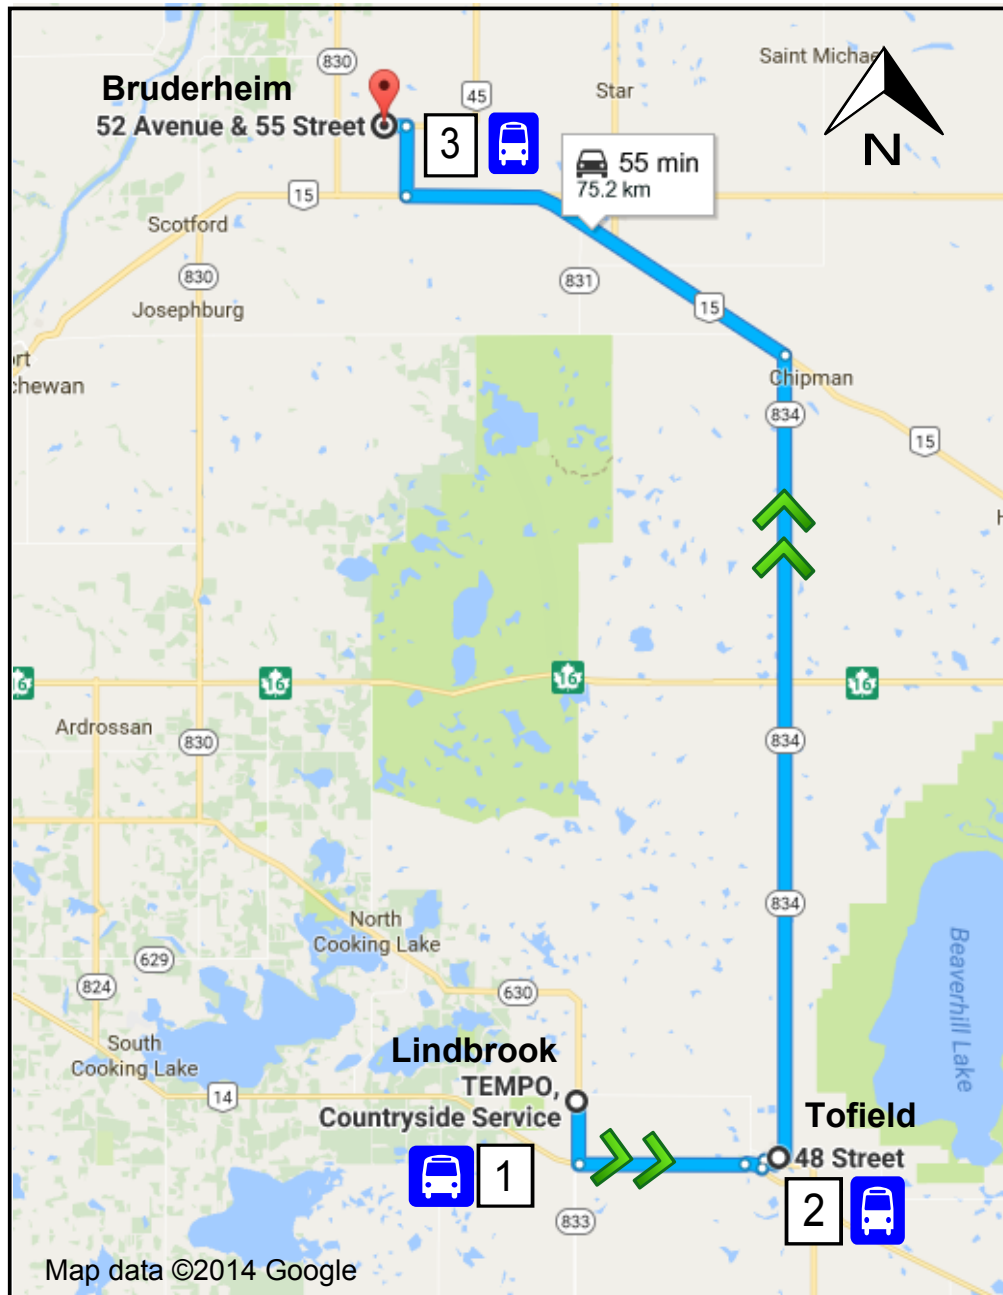 830
Saint Michae
Bruderheim
45
Star
52 Avenue & 55 Street
3
N
55 min
75.2 km
15
Scotford
830
831
Josephburg
15
ort
chewan
Chipman
834
15
H
16
16
16
16
Ardrossan
830
834
834
North
Cooking Lake
629
824
630
Beaverhill Lake
South
Cooking Lake
Lindbrook
TEMPO,
Countryside Service
14
Tofield
48 Street
1
2
833
Map data ©2014 Google